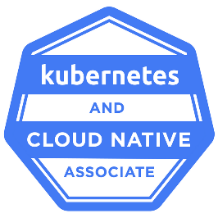 kubernetes
AND
CLOUD NATIVE
ASSOCIATE